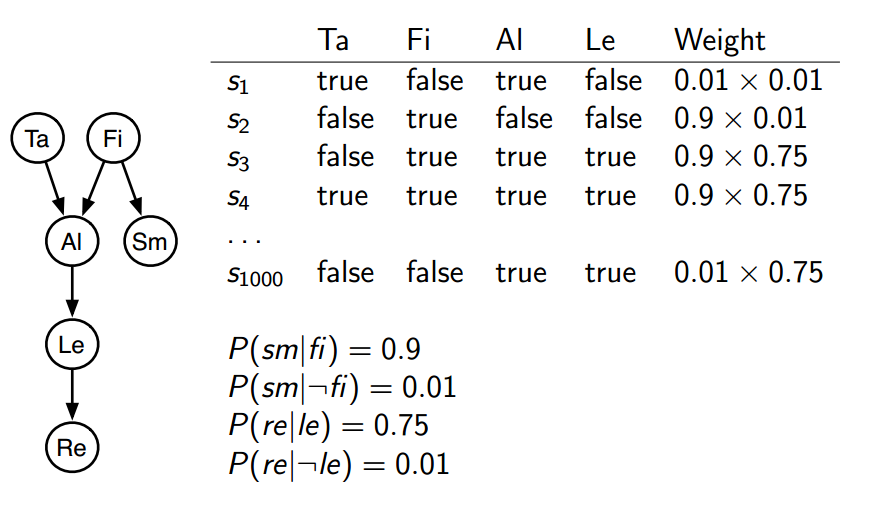 Ta Fi Al Le Weight
s₁ true false true false 0.01 × 0.01
s₂ false true false false 0.9 × 0.01
s₃ false true true true 0.9 × 0.75
s₄ true true true true 0.9 × 0.75
...
s₁₀₀₀ false false true true 0.01 × 0.75
P(sm|fi) = 0.9
P(sm|¬fi) = 0.01
P(re|le) = 0.75
P(re|¬le) = 0.01
Ta Fi
Al Sm
Le
Re